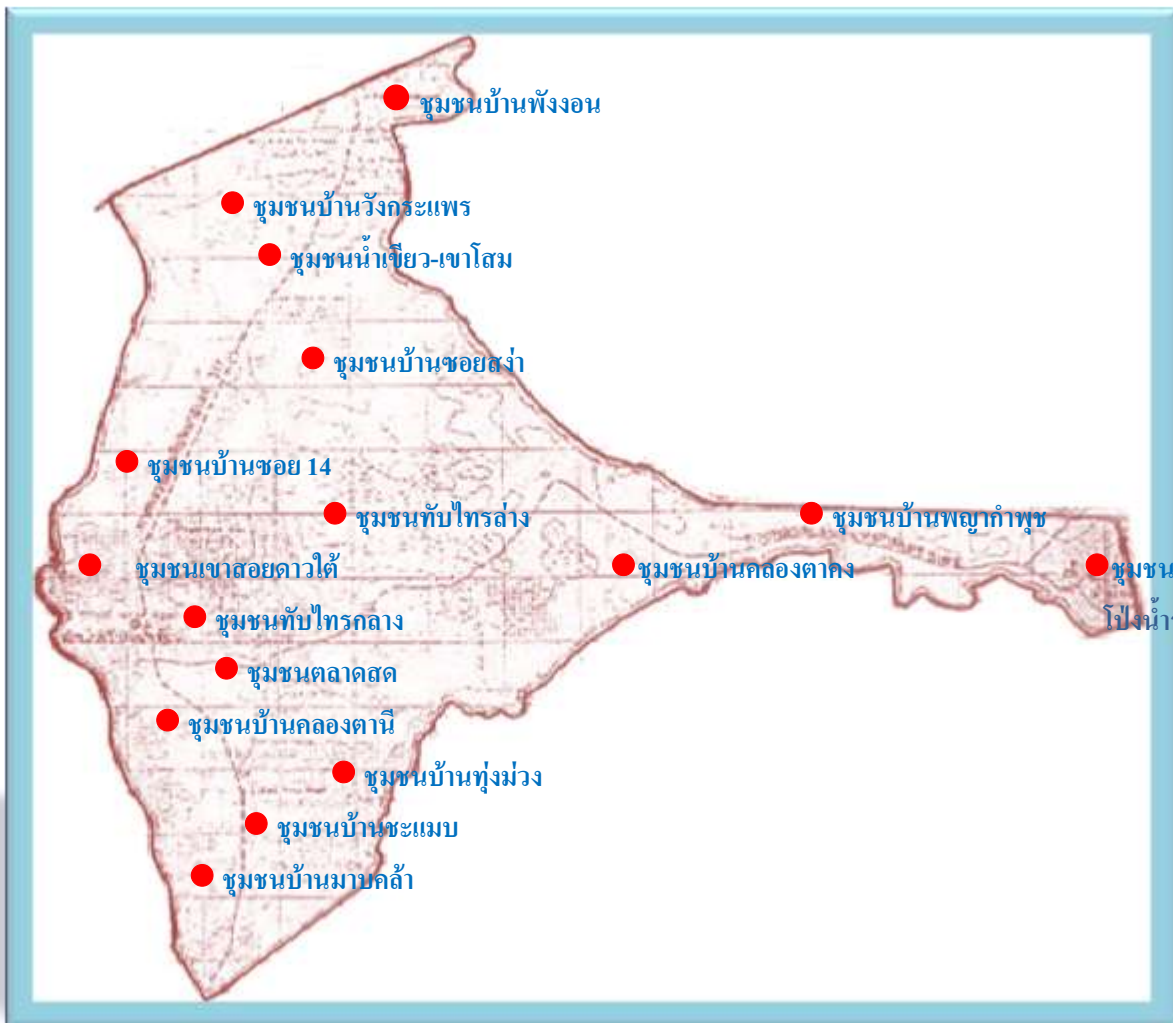 ชุมชนบ้านพังงอน
ชุมชนบ้านวังกระแพร
ชุมชนน้ำเขียว-เขาโสม
ชุมชนบ้านซอยสง่า
ชุมชนบ้านซอย 14
ชุมชนทับไทรล่าง
ชุมชนบ้านพญากำพุช
ชุมชนเขาสอยดาวใต้
ชุมชนบ้านคลองตาคง
ชุมชน
โป่งน้ำร
ชุมชนทับไทรกลาง
ชุมชนตลาดสด
ชุมชนบ้านคลองตานี
ชุมชนบ้านทุ่งม่วง
ชุมชนบ้านชะแมบ
ชุมชนบ้านมาบคล้า